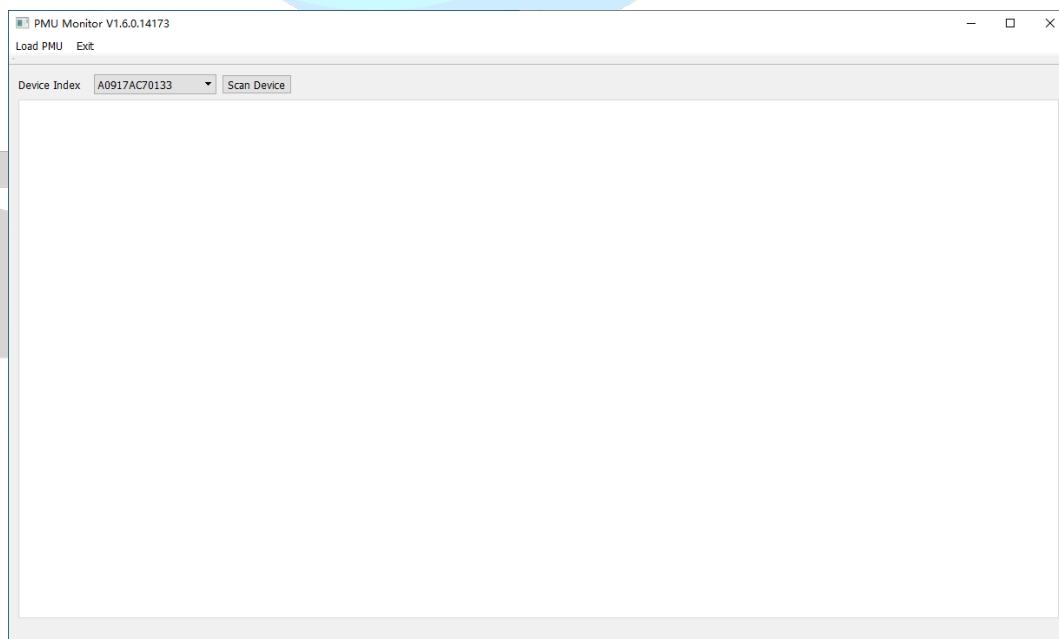 PMU Monitor V1.6.0.14173
Load PMU Exit
Device Index A0917AC70133 Scan Device